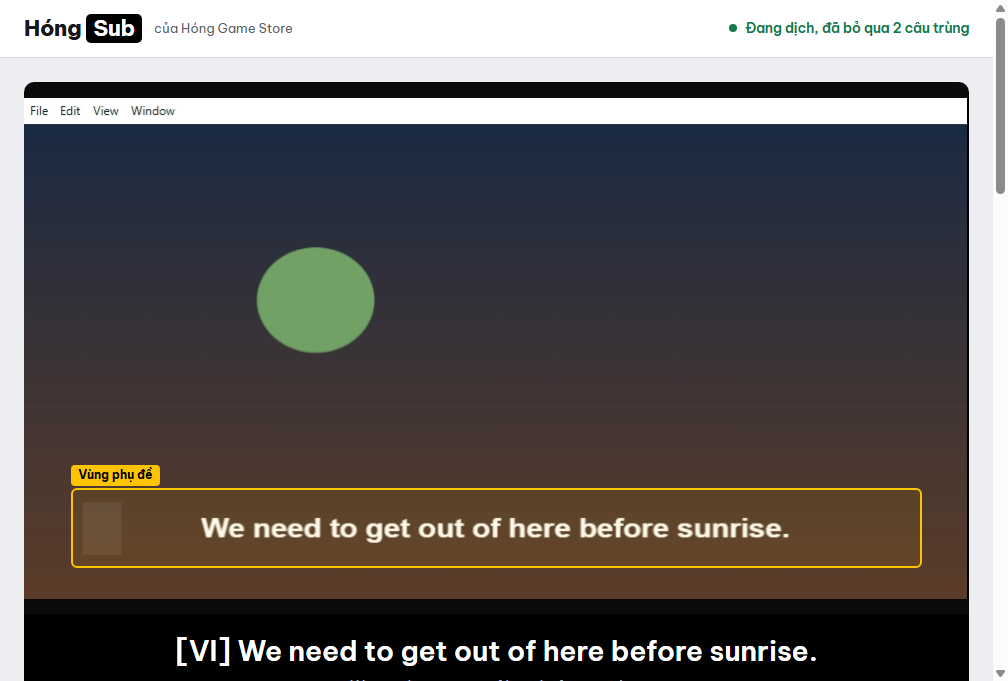 Hóng Sub của Hóng Game Store
Đang dịch, đã bỏ qua 2 câu trùng
File Edit View Window
Vùng phụ đề
We need to get out of here before sunrise.
[VI] We need to get out of here before sunrise.